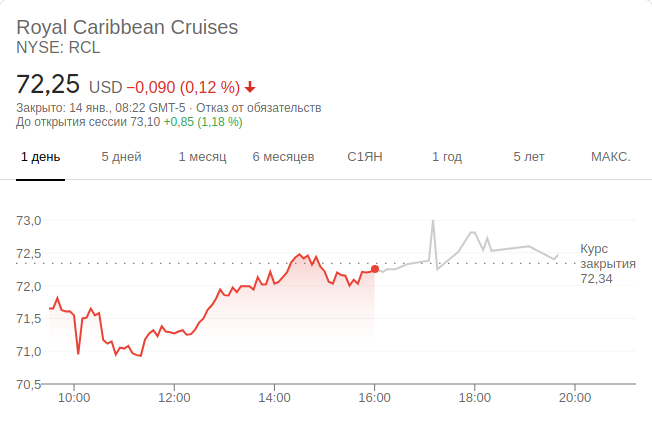 Royal Caribbean Cruises
NYSE: RCL
72,25 USD −0,090 (0,12 %)
Закрыто: 14 янв., 08:22 GMT-5 · Отказ от обязательств
До открытия сессии 73,10 +0,85 (1,18 %)
1 день 5 дней 1 месяц 6 месяцев С1ЯН 1 год 5 лет МАКС.
73,0
72,5
72,0
71,5
71,0
70,5
Курс
закрытия
72,34
10:00 12:00 14:00 16:00 18:00 20:00